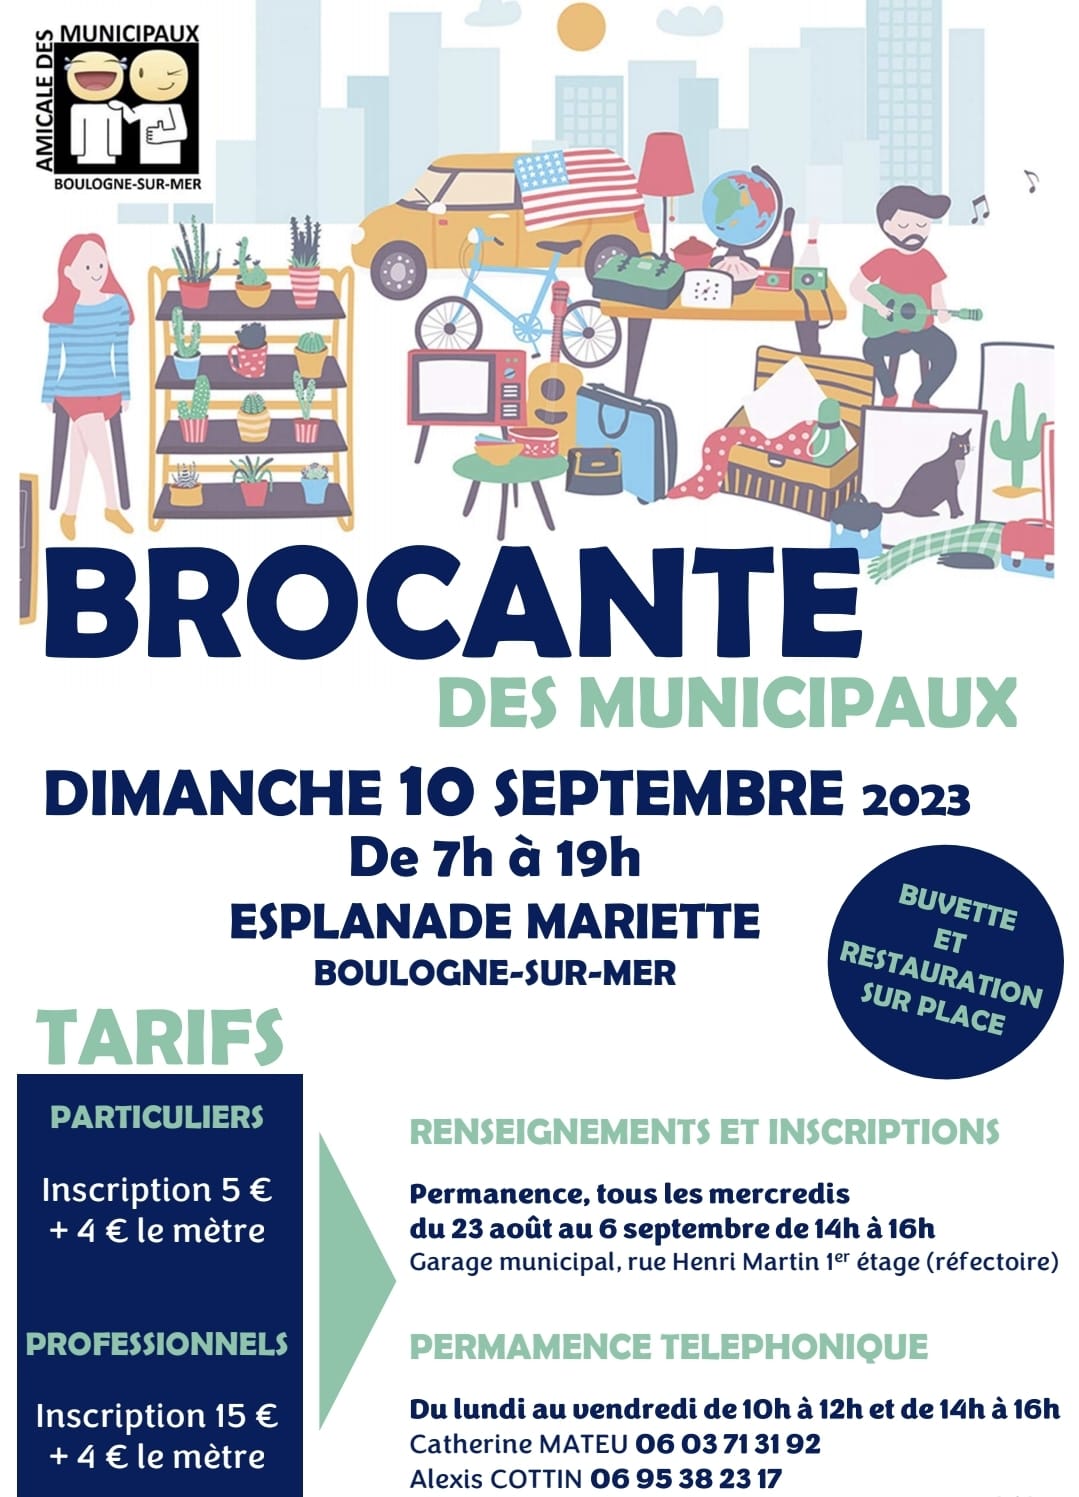 AMICALE DES
MUNICIPAUX
BOULOGNE-SUR-MER
BROCANTE
DES MUNICIPAUX
DIMANCHE 10 SEPTEMBRE 2023
De 7h à 19h
ESPLANADE MARIETTE
BOULOGNE-SUR-MER
BUVETTE
ET
RESTAURATION
SUR PLACE
TARIFS
PARTICULIERS
Inscription 5 €
+ 4 € le mètre
PROFESSIONNELS
Inscription 15 €
+ 4 € le mètre
RENSEIGNEMENTS ET INSCRIPTIONS
Permanence, tous les mercredis
du 23 août au 6 septembre de 14h à 16h
Garage municipal, rue Henri Martin 1er étage (réfectoire)
PERMAMENCE TELEPHONIQUE
Du lundi au vendredi de 10h à 12h et de 14h à 16h
Catherine MATEU 06 03 71 31 92
Alexis COTTIN 06 95 38 23 17